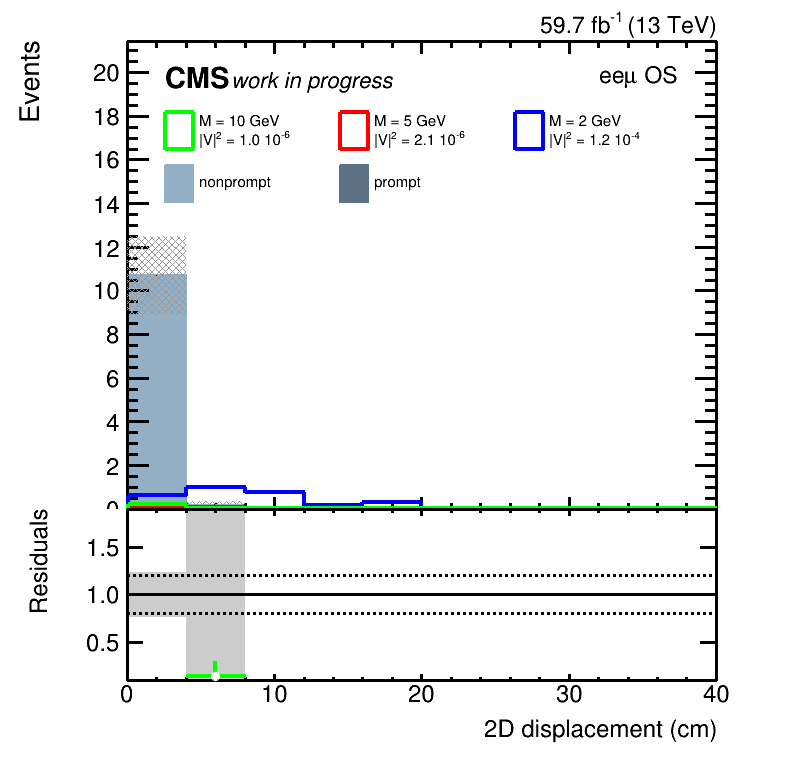 59.7 fb⁻¹ (13 TeV)
Events
CMS work in progress
eeμ OS
M = 10 GeV
|V|² = 1.0 10⁻⁶
M = 5 GeV
|V|² = 2.1 10⁻⁶
M = 2 GeV
|V|² = 1.2 10⁻⁴
nonprompt
prompt
20
18
16
14
12
10
8
6
4
2
0
Residuals
1.5
1.0
0.5
0 10 20 30 40
2D displacement (cm)